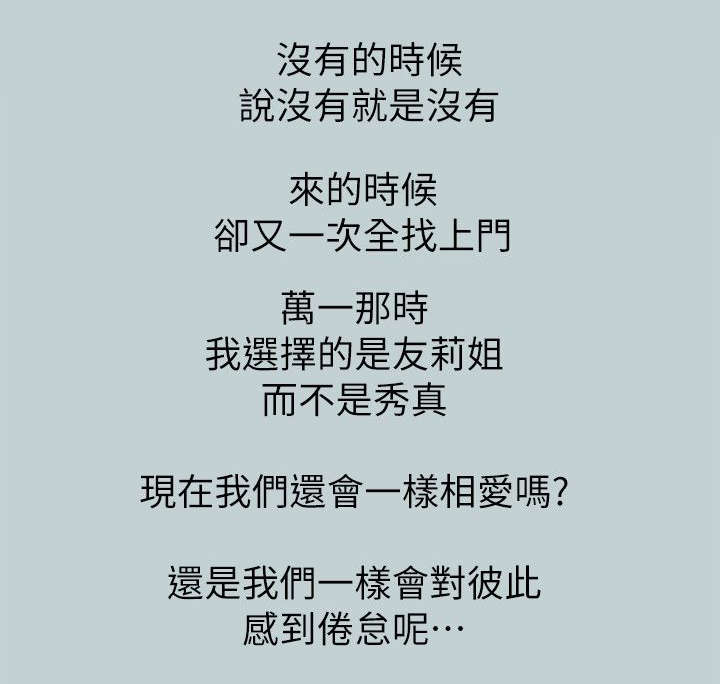 沒有的時候
說沒有就是沒有
來的時候
卻又一次全找上門
萬一那時
我選擇的是友莉姐
而不是秀真
現在我們還會一樣相愛嗎?
還是我們一樣會對彼此
感到倦怠呢…